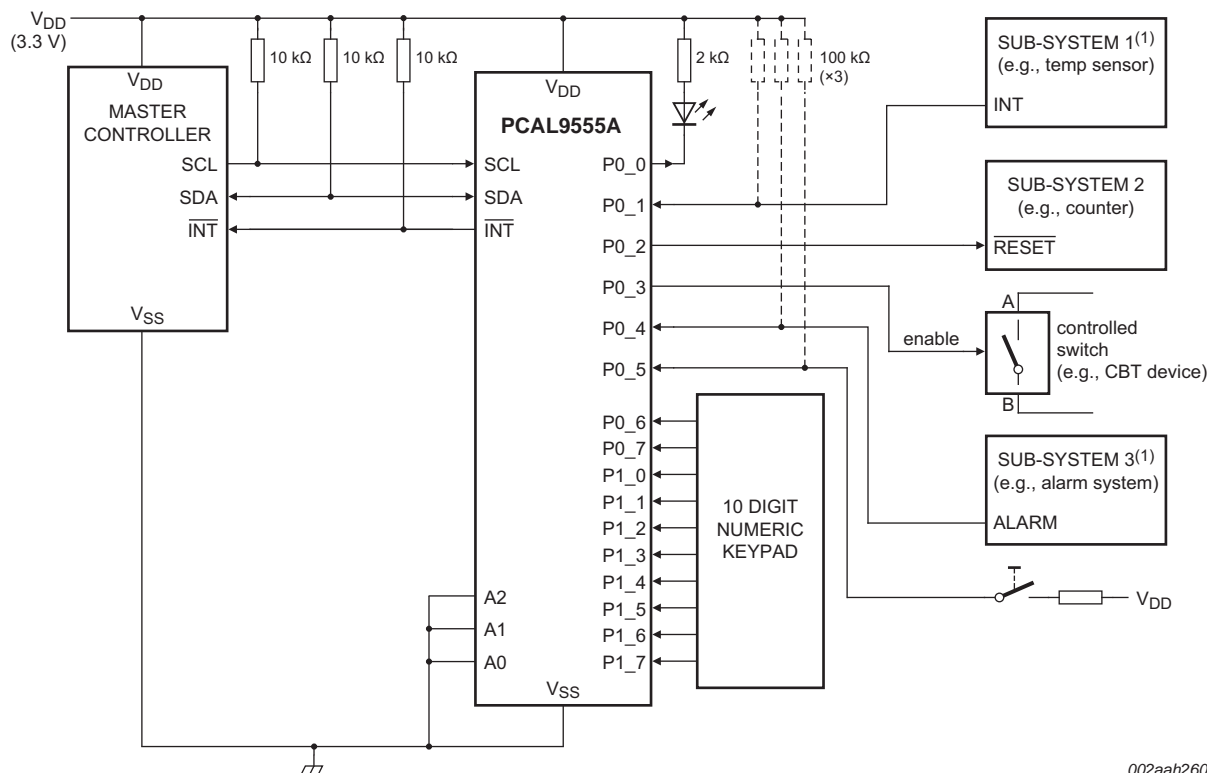 VDD
(3.3 V)
10 kΩ
10 kΩ
10 kΩ
2 kΩ
100 kΩ
(×3)
VDD
MASTER
CONTROLLER
SCL
SDA
INT
VSS
VDD
PCAL9555A
SCL
SDA
INT
A2
A1
A0
VSS
P0_0
P0_1
P0_2
P0_3
P0_4
P0_5
P0_6
P0_7
P1_0
P1_1
P1_2
P1_3
P1_4
P1_5
P1_6
P1_7
10 DIGIT
NUMERIC
KEYPAD
SUB-SYSTEM 1(1)
(e.g., temp sensor)
INT
SUB-SYSTEM 2
(e.g., counter)
RESET
A
enable
B
controlled
switch
(e.g., CBT device)
SUB-SYSTEM 3(1)
(e.g., alarm system)
ALARM
VDD
002aah260